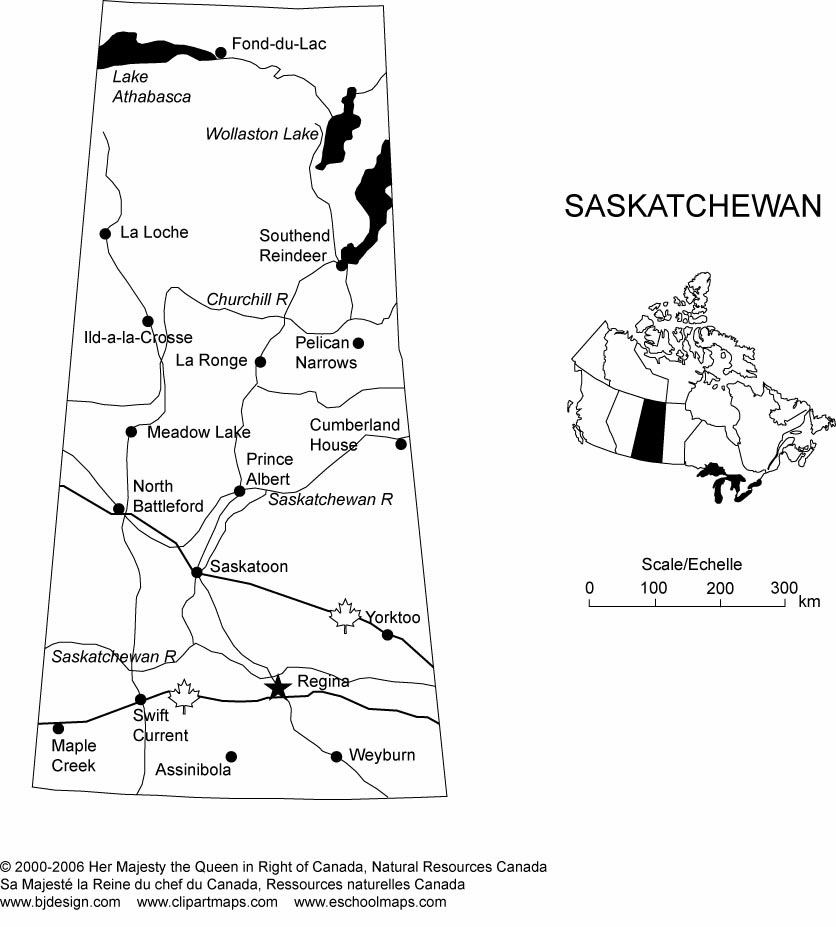 Fond-du-Lac
Lake
Athabasca
Wollaston Lake
SASKATCHEWAN
La Loche
Southend
Reindeer
Churchill R
Ild-a-la-Crosse
Pelican
Narrows
La Ronge
Cumberland
House
Meadow Lake
Prince
Albert
North
Battleford
Saskatchewan R
Saskatoon
Scale/Echelle
0 100 200 300
km
Yorktoo
Saskatchewan R
Regina
Swift
Current
Maple
Creek
Assinibola
Weyburn
© 2000-2006 Her Majesty the Queen in Right of Canada, Natural Resources Canada
Sa Majesté la Reine du chef du Canada, Ressources naturelles Canada
www.bjdesign.com www.clipartmaps.com www.eschoolmaps.com